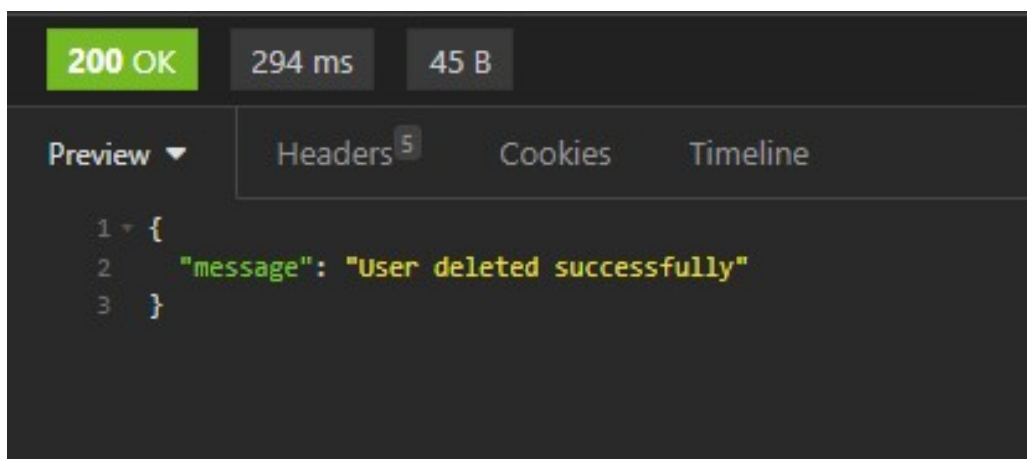 200 OK 294 ms 45 B
Preview Headers 5 Cookies Timeline
1 {
2 "message": "User deleted successfully"
3 }